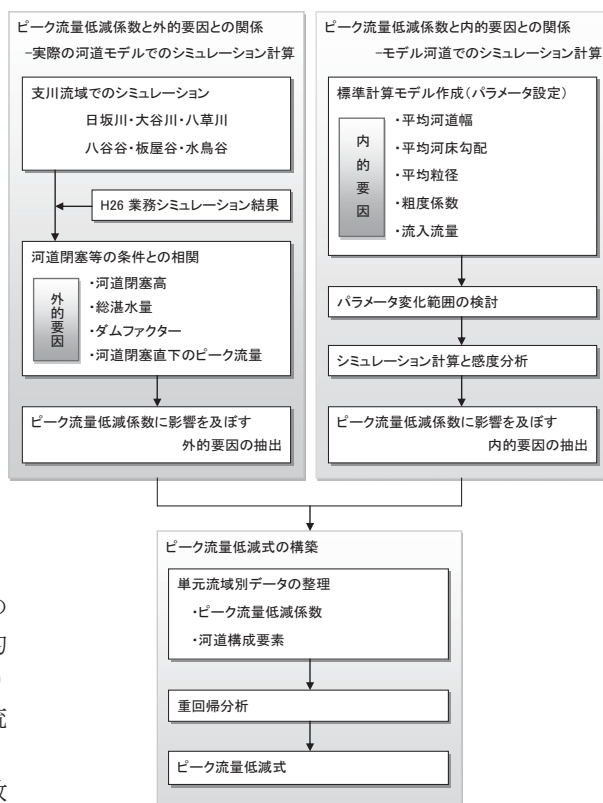 ピーク流量低減係数と外的要因との関係
-実際の河道モデルでのシミュレーション計算
支川流域でのシミュレーション
日坂川・大谷川・八草川
八谷谷・板屋谷・水鳥谷
H26 業務シミュレーション結果
河道閉塞等の条件との相関
外的要因
・河道閉塞高
・総湛水量
・ダムファクター
・河道閉塞直下のピーク流量
ピーク流量低減係数に影響を及ぼす
外的要因の抽出
ピーク流量低減係数と内的要因との関係
-モデル河道でのシミュレーション計算
標準計算モデル作成(パラメータ設定)
内的要因
・平均河道幅
・平均河床勾配
・平均粒径
・粗度係数
・流入流量
パラメータ変化範囲の検討
シミュレーション計算と感度分析
ピーク流量低減係数に影響を及ぼす
内的要因の抽出
ピーク流量低減式の構築
単元流域別データの整理
・ピーク流量低減係数
・河道構成要素
重回帰分析
ピーク流量低減式